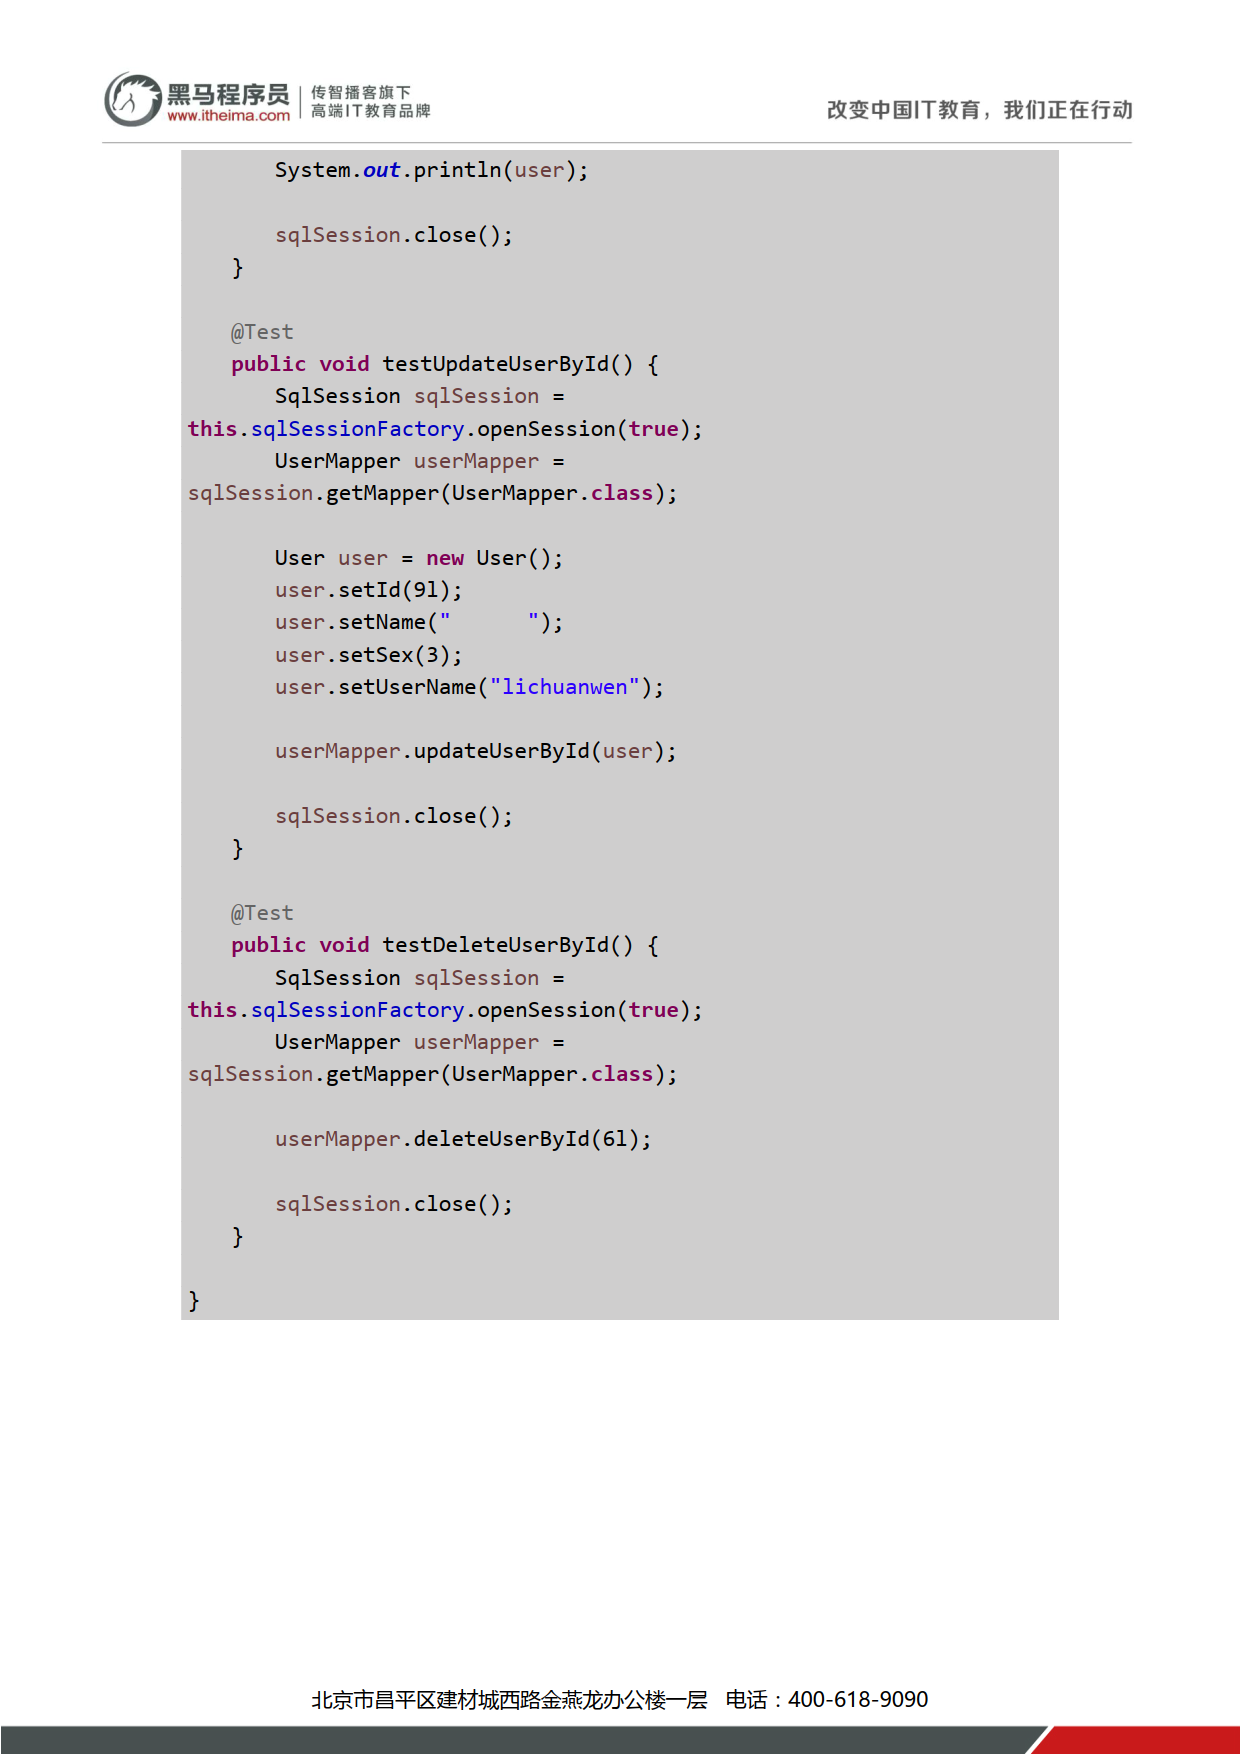 黑马程序员
www.itheima.com
传智播客旗下
高端IT教育品牌
改变中国IT教育，我们正在行动
System.out.println(user);
sqlSession.close();
}
@Test
public void testUpdateUserById() {
SqlSession sqlSession =
this.sqlSessionFactory.openSession(true);
UserMapper userMapper =
sqlSession.getMapper(UserMapper.class);
User user = new User();
user.setId(9l);
user.setName("      ");
user.setSex(3);
user.setUserName("lichuanwen");
userMapper.updateUserById(user);
sqlSession.close();
}
@Test
public void testDeleteUserById() {
SqlSession sqlSession =
this.sqlSessionFactory.openSession(true);
UserMapper userMapper =
sqlSession.getMapper(UserMapper.class);
userMapper.deleteUserById(6l);
sqlSession.close();
}
}
北京市昌平区建材城西路金燕龙办公楼一层 电话：400-618-9090